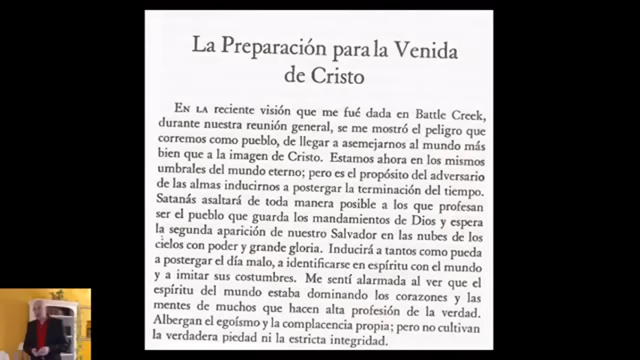 La Preparación para la Venida
de Cristo
En la reciente visión que me fué dada en Battle Creek,
durante nuestra reunión general, se me mostró el peligro que
corremos como pueblo, de llegar a asemejarnos al mundo más
bien que a la imagen de Cristo. Estamos ahora en los mismos
umbrales del mundo eterno; pero es el propósito del adversario
de las almas inducirnos a postergar la terminación del tiempo.
Satanás asaltará de toda manera posible a los que profesan
ser el pueblo que guarda los mandamientos de Dios y espera
la segunda aparición de nuestro Salvador en las nubes de los
cielos con poder y grande gloria. Inducirá a tantos como pueda
a postergar el día malo, a identificarse en espíritu con el mundo
y a imitar sus costumbres. Me sentí alarmada al ver que el
espíritu del mundo estaba dominando los corazones y las
mentes de muchos que hacen alta profesión de la verdad.
Albergan el egoísmo y la complacencia propia; pero no cultivan
la verdadera piedad ni la estricta integridad.